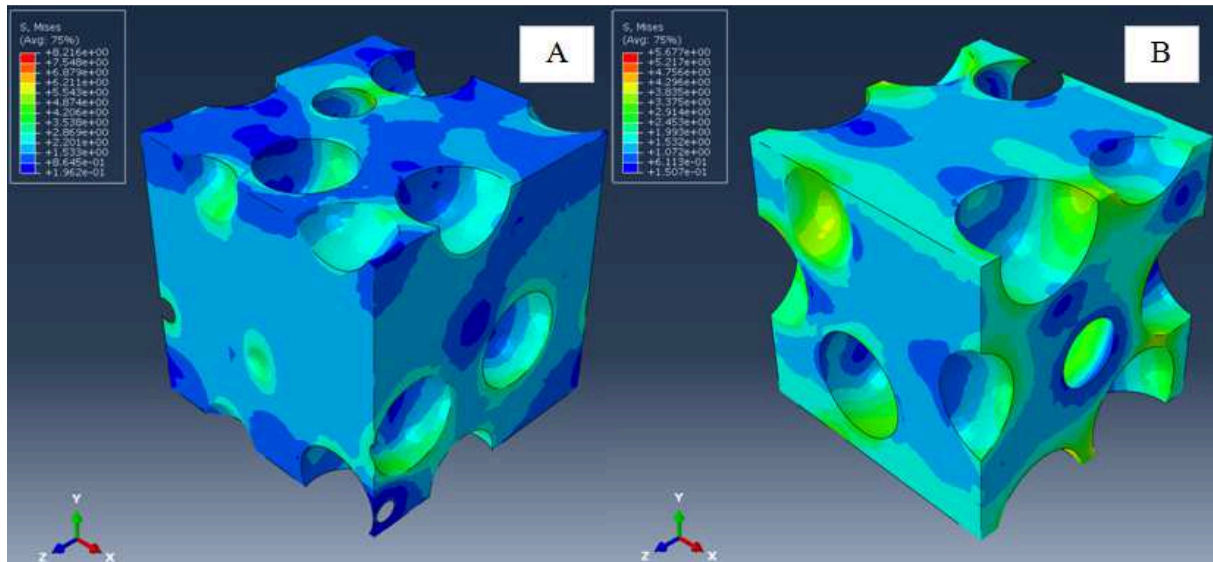 S, Mises
(Avg: 75%)
+8.216e+00
+7.548e+00
+6.879e+00
+6.211e+00
+5.543e+00
+4.874e+00
+4.206e+00
+3.538e+00
+2.869e+00
+2.201e+00
+1.533e+00
+8.645e-01
+1.962e-01
A
Y
Z
X
S, Mises
(Avg: 75%)
+5.677e+00
+5.217e+00
+4.756e+00
+4.296e+00
+3.835e+00
+3.375e+00
+2.914e+00
+2.453e+00
+1.993e+00
+1.532e+00
+1.072e+00
+6.113e-01
+1.507e-01
B
Y
Z
X